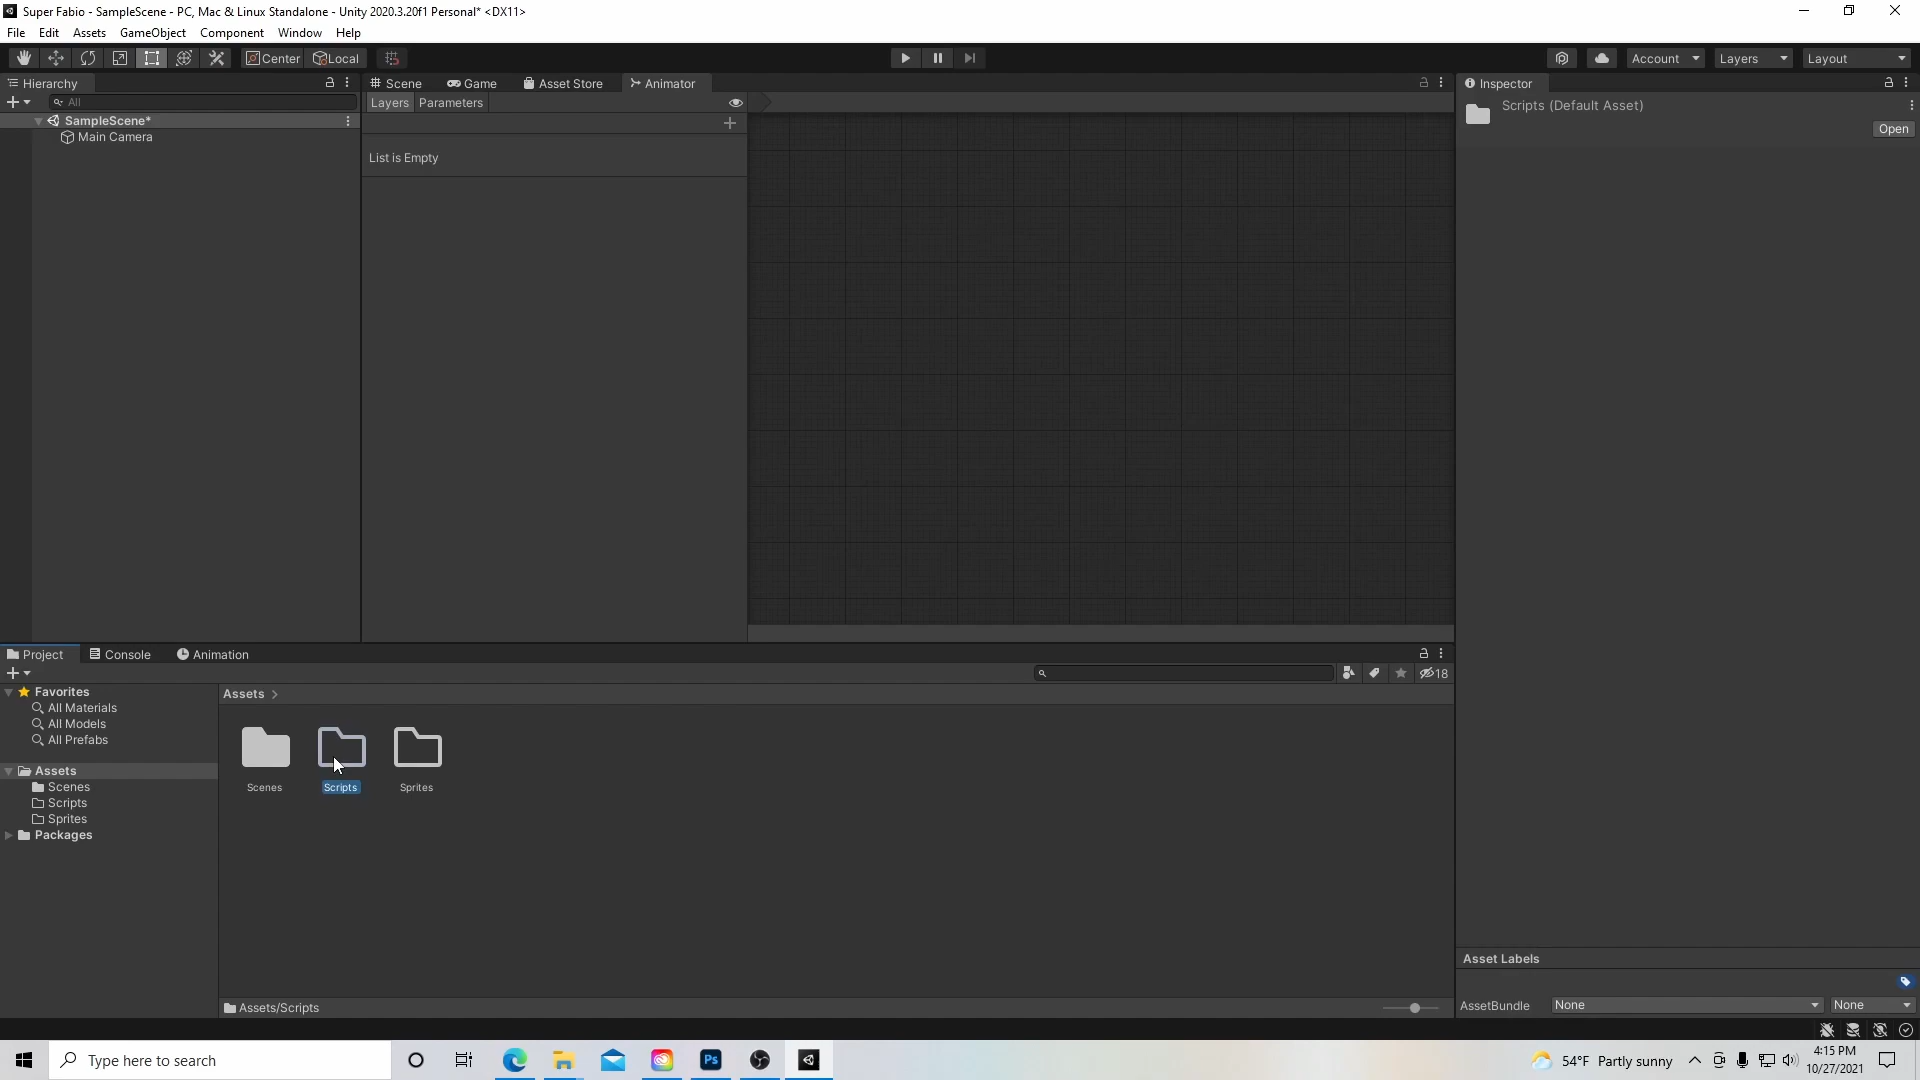 Super Fabio - SampleScene - PC, Mac & Linux Standalone - Unity 2020.3.20f1 Personal* <DX11>
File Edit Assets GameObject Component Window Help
Center Local Account Layers Layout
Hierarchy Scene Game Asset Store Animator Inspector
All Layers Parameters Scripts (Default Asset)
SampleScene*
Open
Main Camera
List is Empty
Project Console Animation
18
Favorites Assets
All Materials
All Models
All Prefabs
Assets
Scenes
Scripts
Sprites
Packages
Scenes Scripts Sprites
Asset Labels
Assets/Scripts AssetBundle None None
Type here to search
Ps
54°F Partly sunny
4:15 PM
10/27/2021